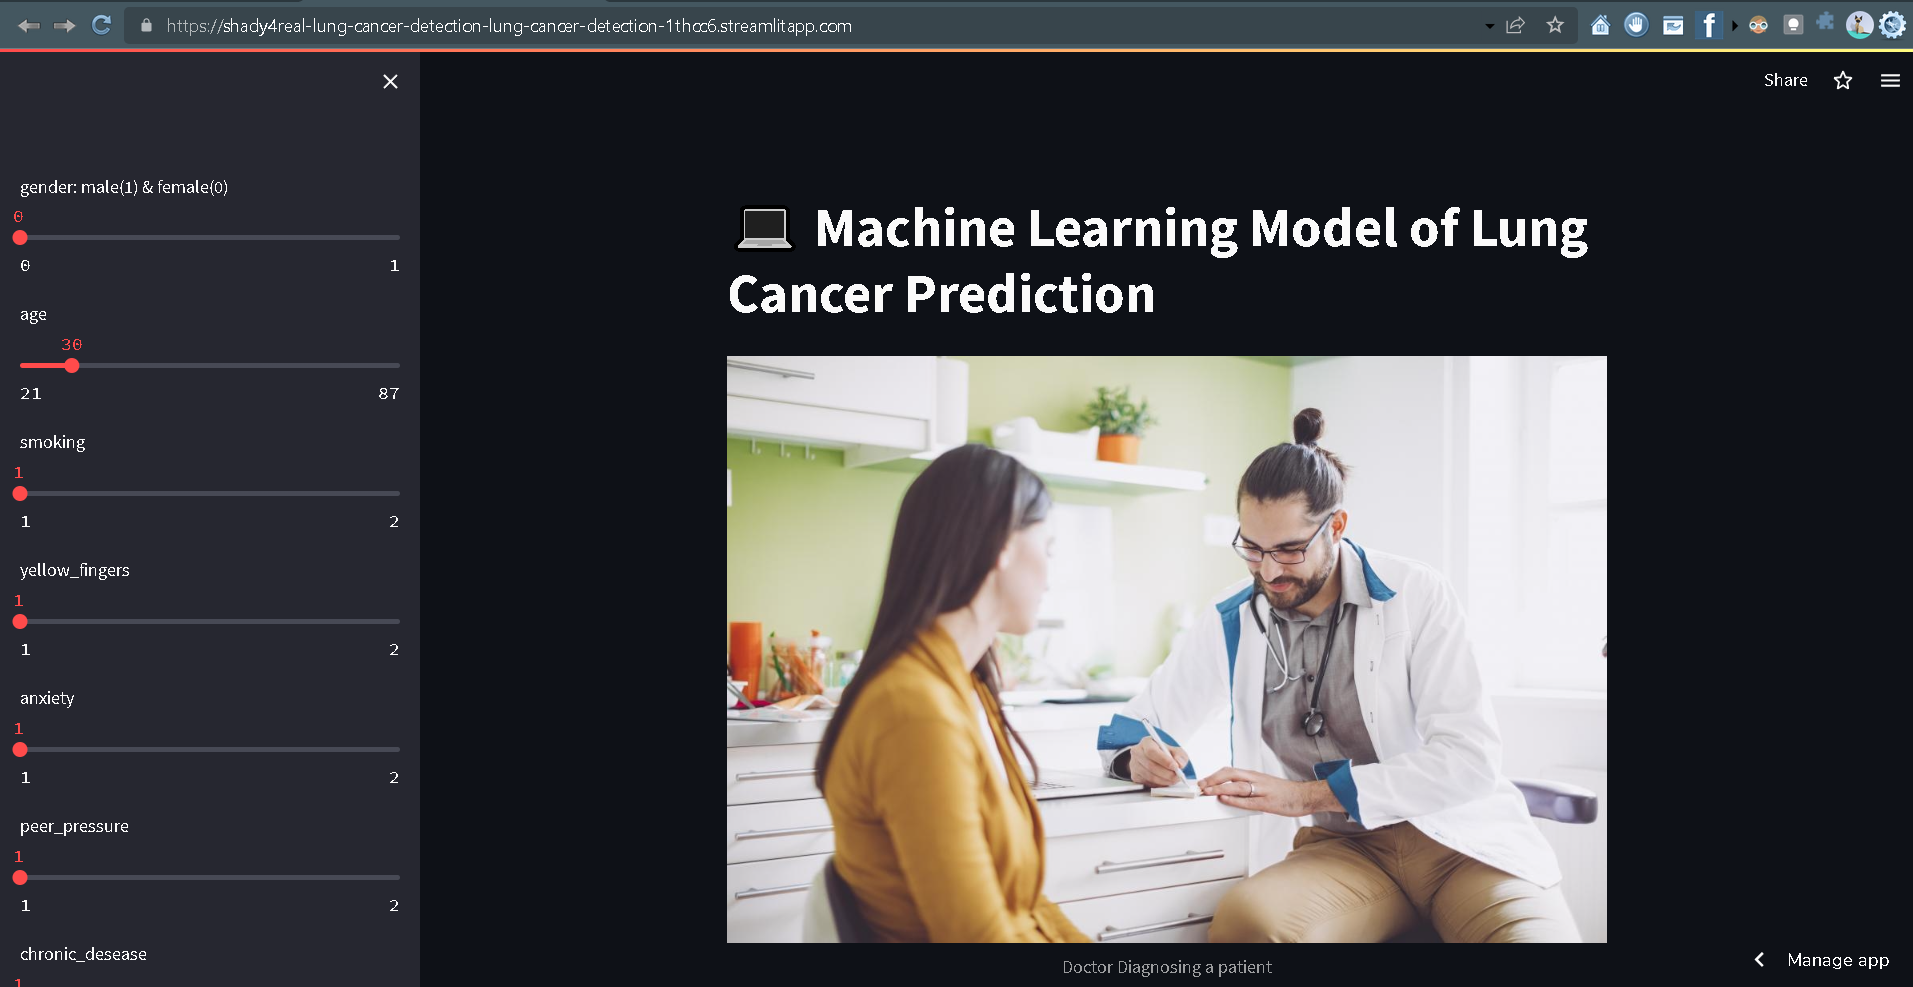 https://shady4real-lung-cancer-detection-lung-cancer-detection-1thcc6.streamlitapp.com
Share
gender: male(1) & female(0)
0
0 1
age
30
21 87
smoking
1
1 2
yellow_fingers
1
1 2
anxiety
1
1 2
peer_pressure
1
1 2
chronic_desease
1
Machine Learning Model of Lung
Cancer Prediction
Doctor Diagnosing a patient
Manage app